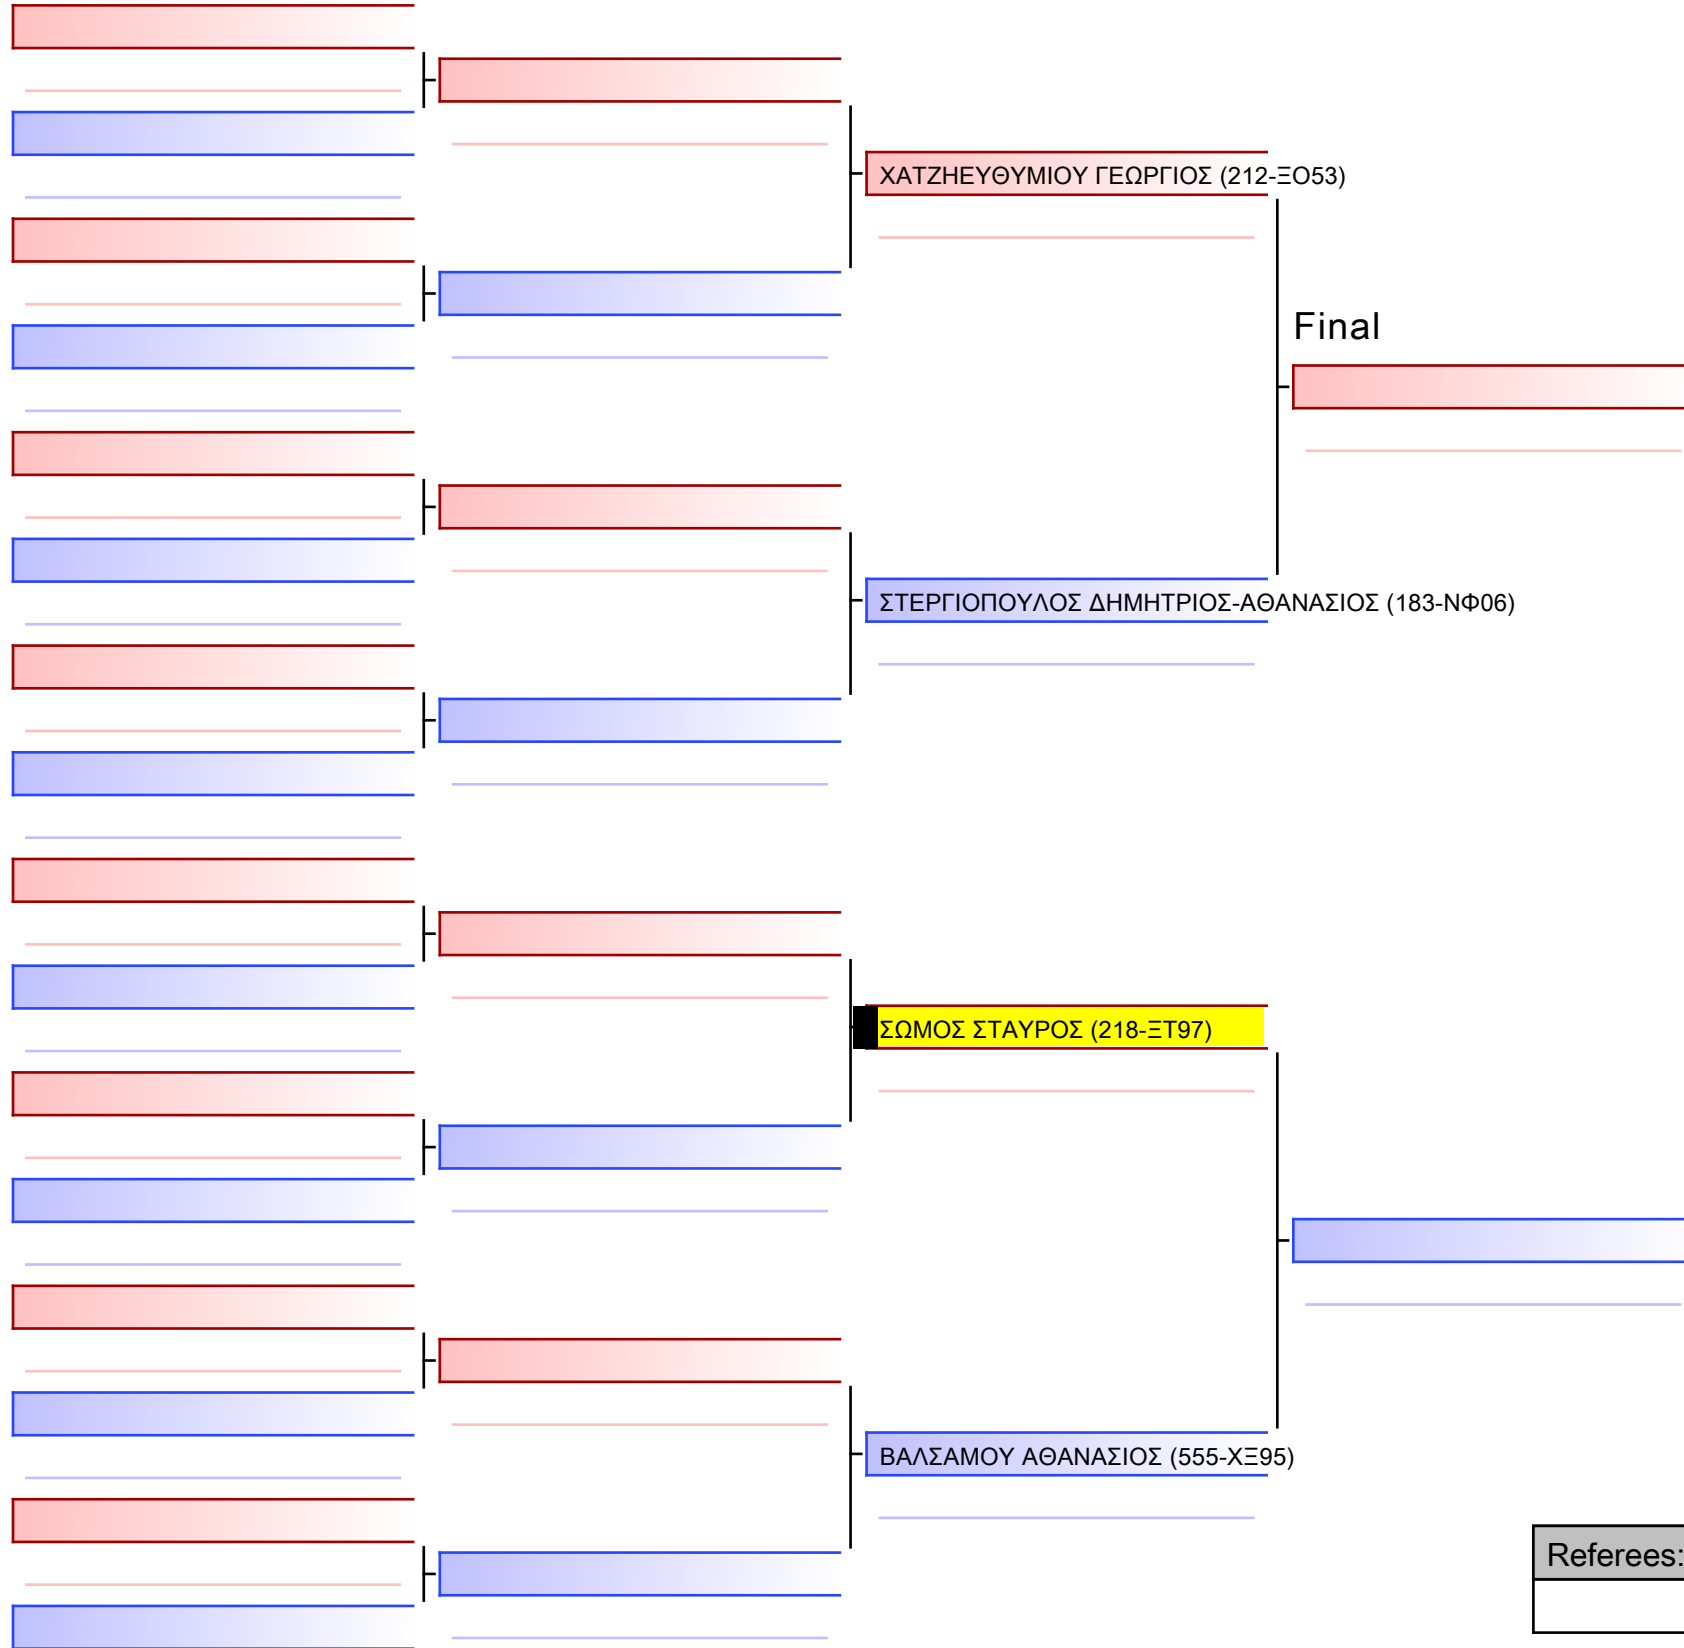 ΧΑΤΖΗΕΥΘΥΜΙΟΥ ΓΕΩΡΓΙΟΣ (212-ΞΟ53)
Final
ΣΤΕΡΓΙΟΠΟΥΛΟΣ ΔΗΜΗΤΡΙΟΣ-ΑΘΑΝΑΣΙΟΣ (183-ΝΦ06)
ΣΩΜΟΣ ΣΤΑΥΡΟΣ (218-ΞΤ97)
ΒΑΛΣΑΜΟΥ ΑΘΑΝΑΣΙΟΣ (555-ΧΞ95)
Referees: